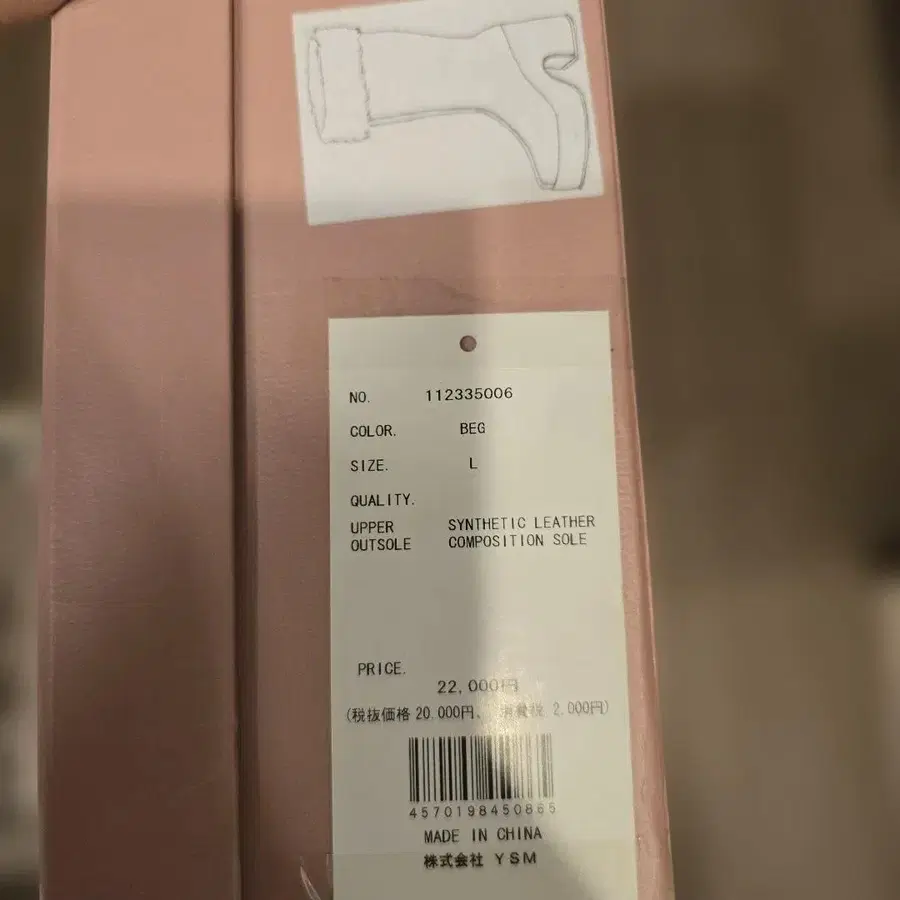 NO. 112335006
COLOR. BEG
SIZE. L
QUALITY.
UPPER SYNTHETIC LEATHER
OUTSOLE COMPOSITION SOLE
PRICE.
22,000円
(税抜価格 20.000円、 消費税 2.000円)
4570198450865
MADE IN CHINA
株式会社 YSM